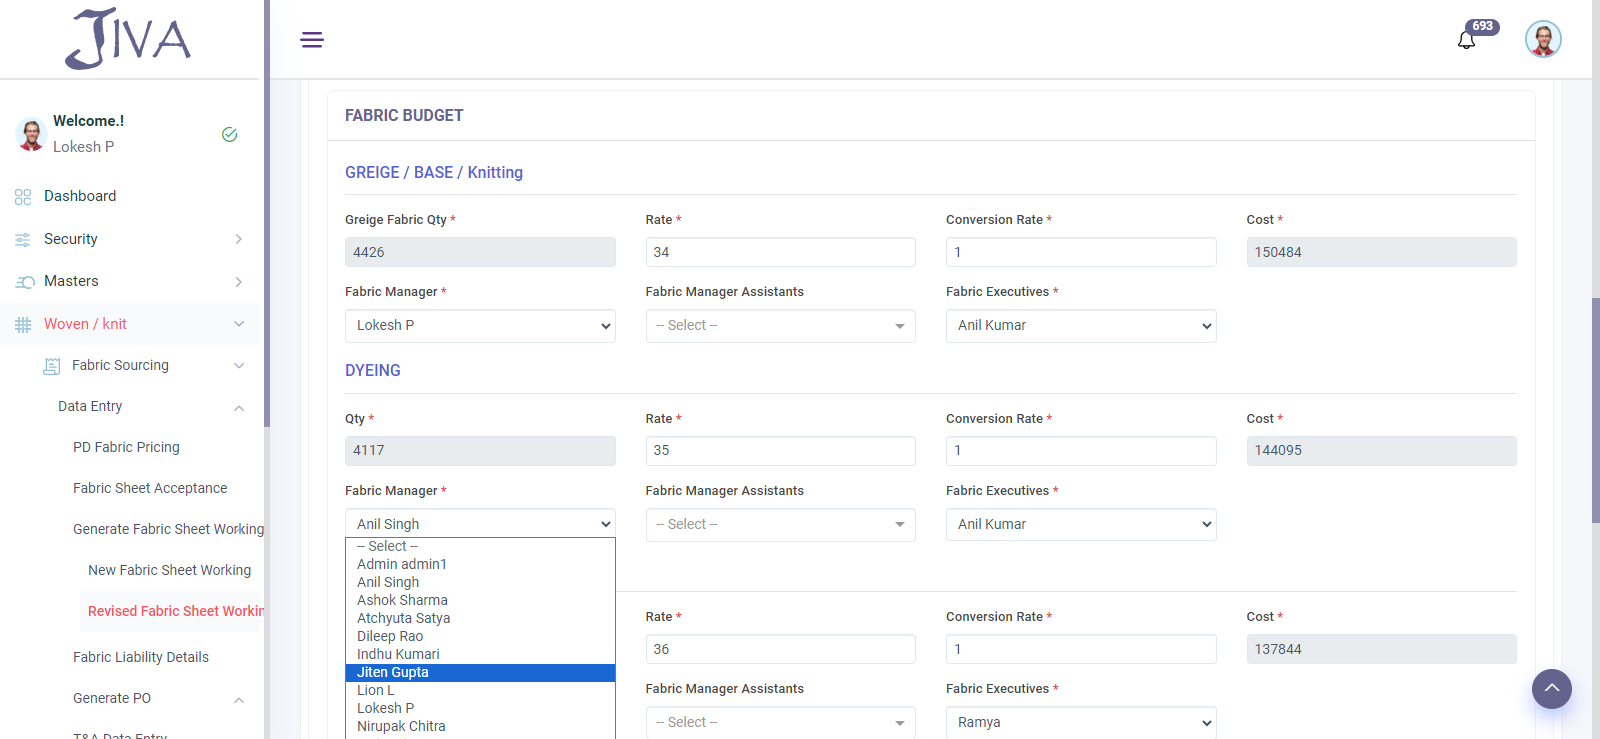 JIVA
693
Welcome.!
Lokesh P
Dashboard
Security
Masters
Woven / knit
Fabric Sourcing
Data Entry
PD Fabric Pricing
Fabric Sheet Acceptance
Generate Fabric Sheet Working
New Fabric Sheet Working
Revised Fabric Sheet Workin
Fabric Liability Details
Generate PO
T&A Data Entry
FABRIC BUDGET
GREIGE / BASE / Knitting
Greige Fabric Qty * Rate * Conversion Rate * Cost *
4426 34 1 150484
Fabric Manager * Fabric Manager Assistants Fabric Executives *
Lokesh P -- Select -- Anil Kumar
DYEING
Qty * Rate * Conversion Rate * Cost *
4117 35 1 144095
Fabric Manager * Fabric Manager Assistants Fabric Executives *
Anil Singh -- Select -- Anil Kumar
-- Select --
Admin admin1
Anil Singh
Ashok Sharma
Atchyuta Satya
Dileep Rao
Indhu Kumari
Jiten Gupta
Lion L
Lokesh P
Nirupak Chitra
Rate * Conversion Rate * Cost *
36 1 137844
Fabric Manager Assistants Fabric Executives *
-- Select -- Ramya